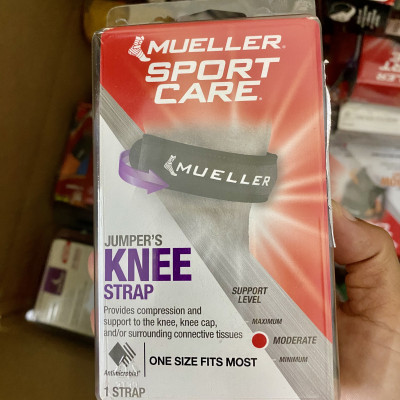 MUELLER®
SPORT
CARE®
MUELLER
JUMPER'S
KNEE
STRAP
Provides compression and
support to the knee, knee cap,
and/or surrounding connective tissues
SUPPORT
LEVEL
MAXIMUM
MODERATE
MINIMUM
Antimicrobial†
ONE SIZE FITS MOST
1 STRAP